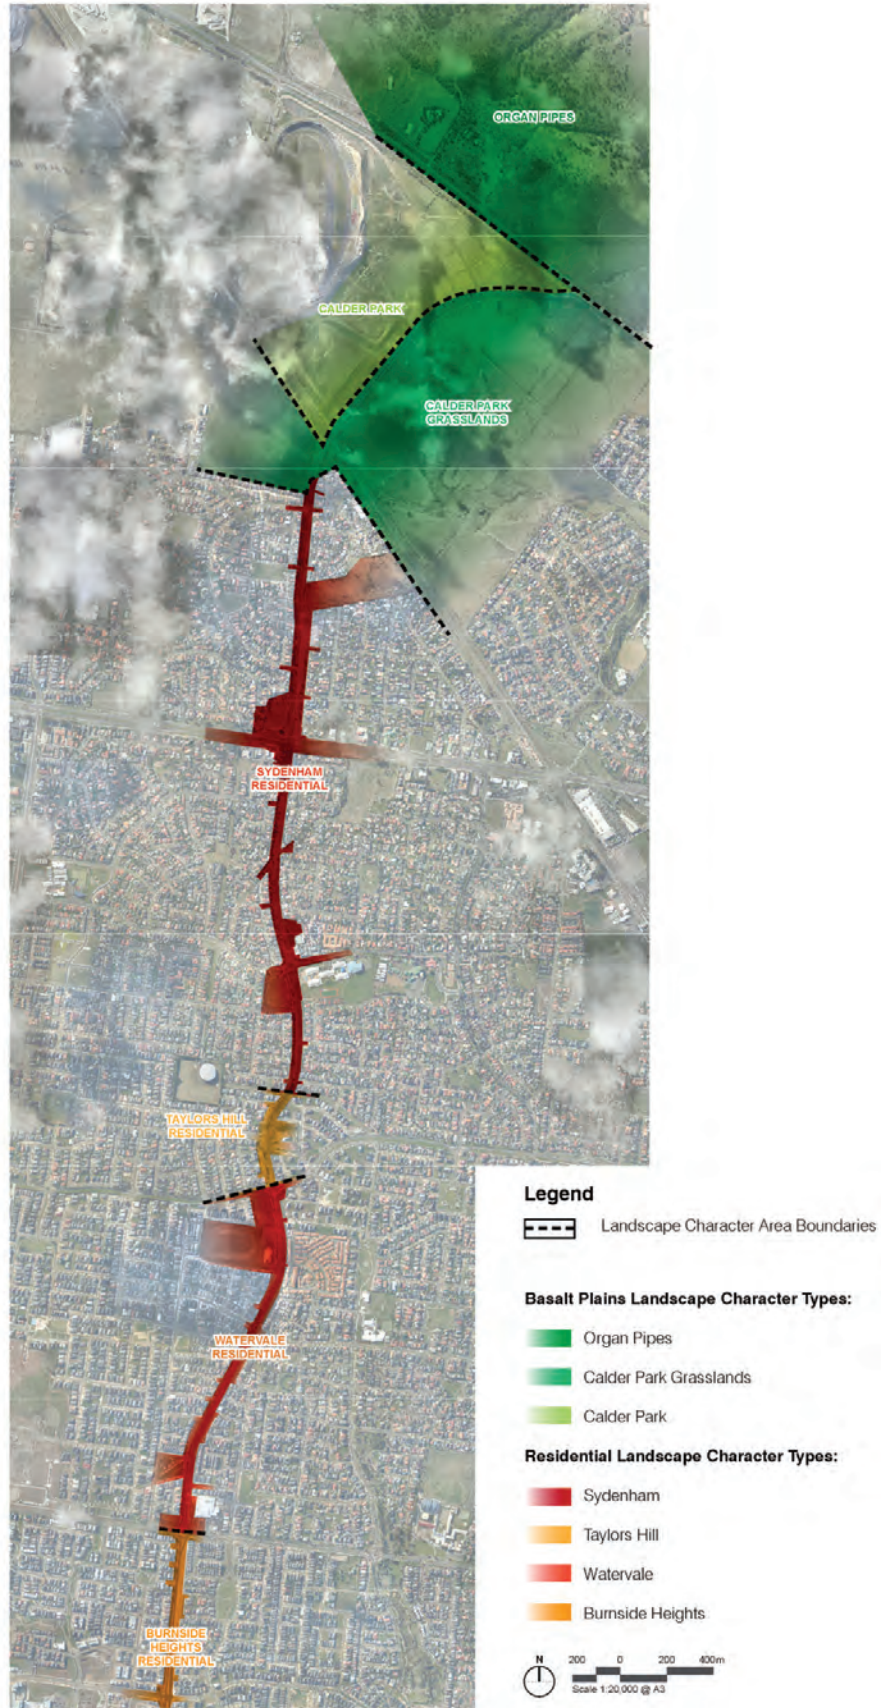 ORGAN PIPES
CALDER PARK
CALDER PARK
GRASSLANDS
SYDENHAM
RESIDENTIAL
TAYLORS HILL
RESIDENTIAL
WATERVALE
RESIDENTIAL
BURNSIDE
HEIGHTS
RESIDENTIAL
Legend
Landscape Character Area Boundaries
Basalt Plains Landscape Character Types:
Organ Pipes
Calder Park Grasslands
Calder Park
Residential Landscape Character Types:
Sydenham
Taylors Hill
Watervale
Burnside Heights
N
200 0 200 400m
Scale 1:20,000 @ A3